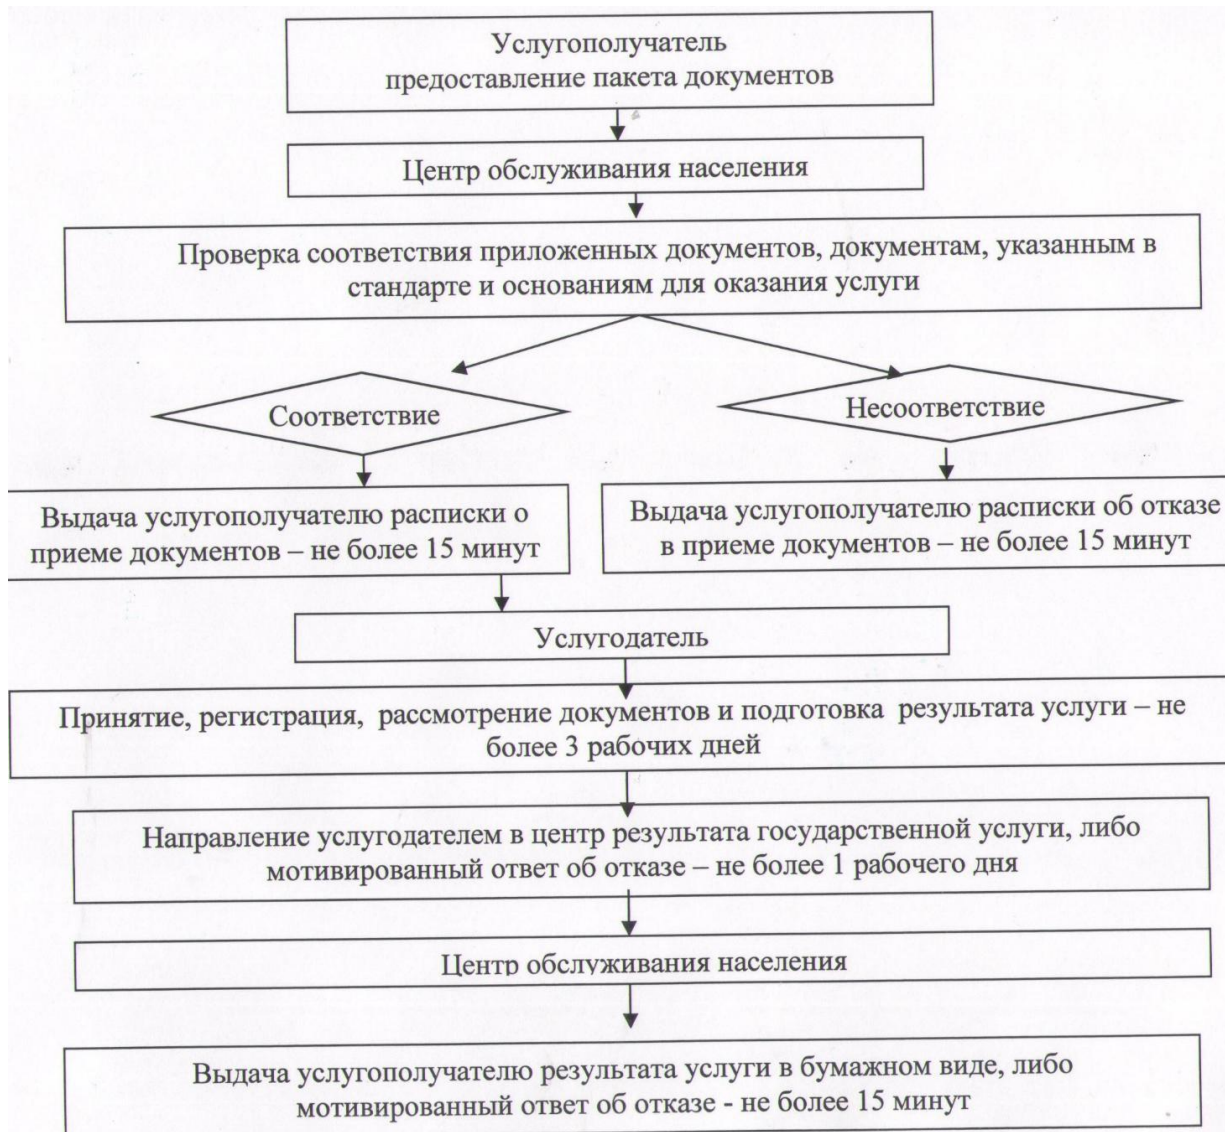 Услугополучатель
предоставление пакета документов
Центр обслуживания населения
Проверка соответствия приложенных документов, документам, указанным в
стандарте и основаниям для оказания услуги
Соответствие
Несоответствие
Выдача услугополучателю расписки о
приеме документов – не более 15 минут
Выдача услугополучателю расписки об отказе
в приеме документов – не более 15 минут
Услугодатель
Принятие, регистрация, рассмотрение документов и подготовка результата услуги – не
более 3 рабочих дней
Направление услугодателем в центр результата государственной услуги, либо
мотивированный ответ об отказе – не более 1 рабочего дня
Центр обслуживания населения
Выдача услугополучателю результата услуги в бумажном виде, либо
мотивированный ответ об отказе - не более 15 минут